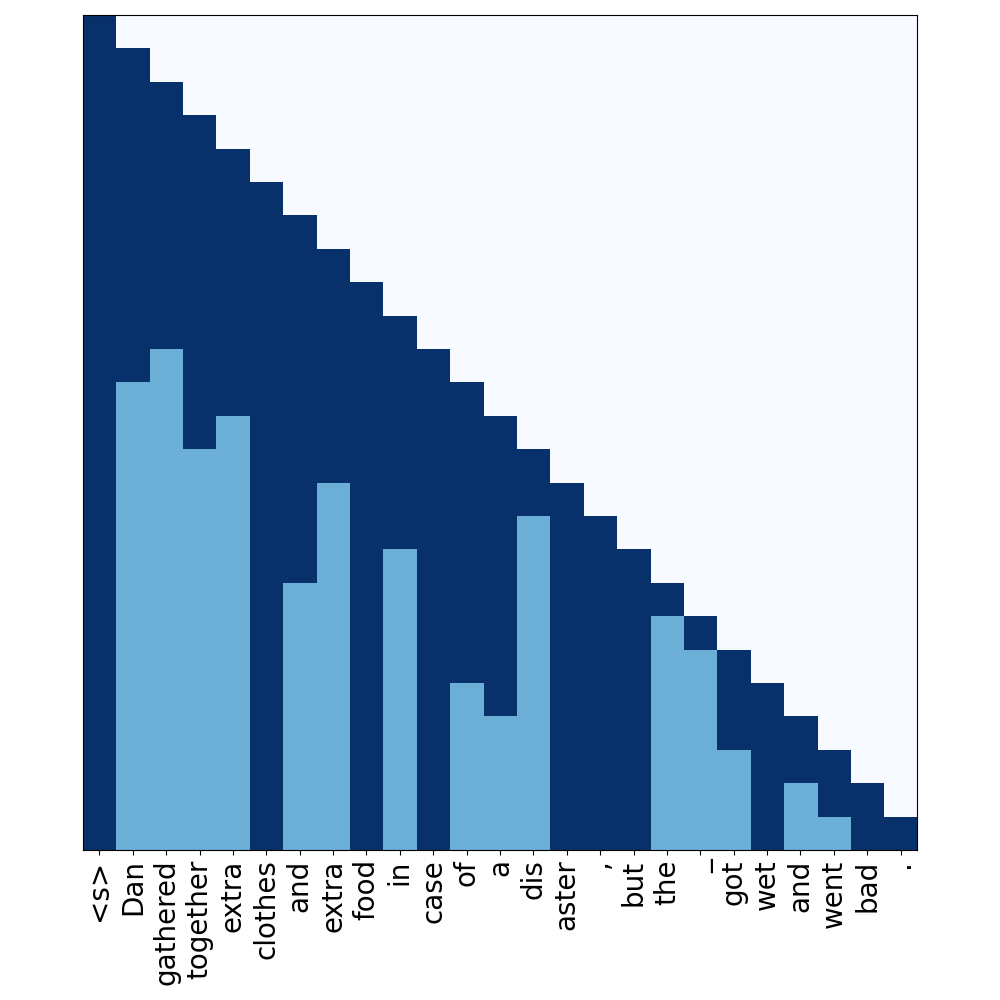 <s> Dan gathered together extra clothes and extra food in case of a dis aster , but the _ got wet and went bad .